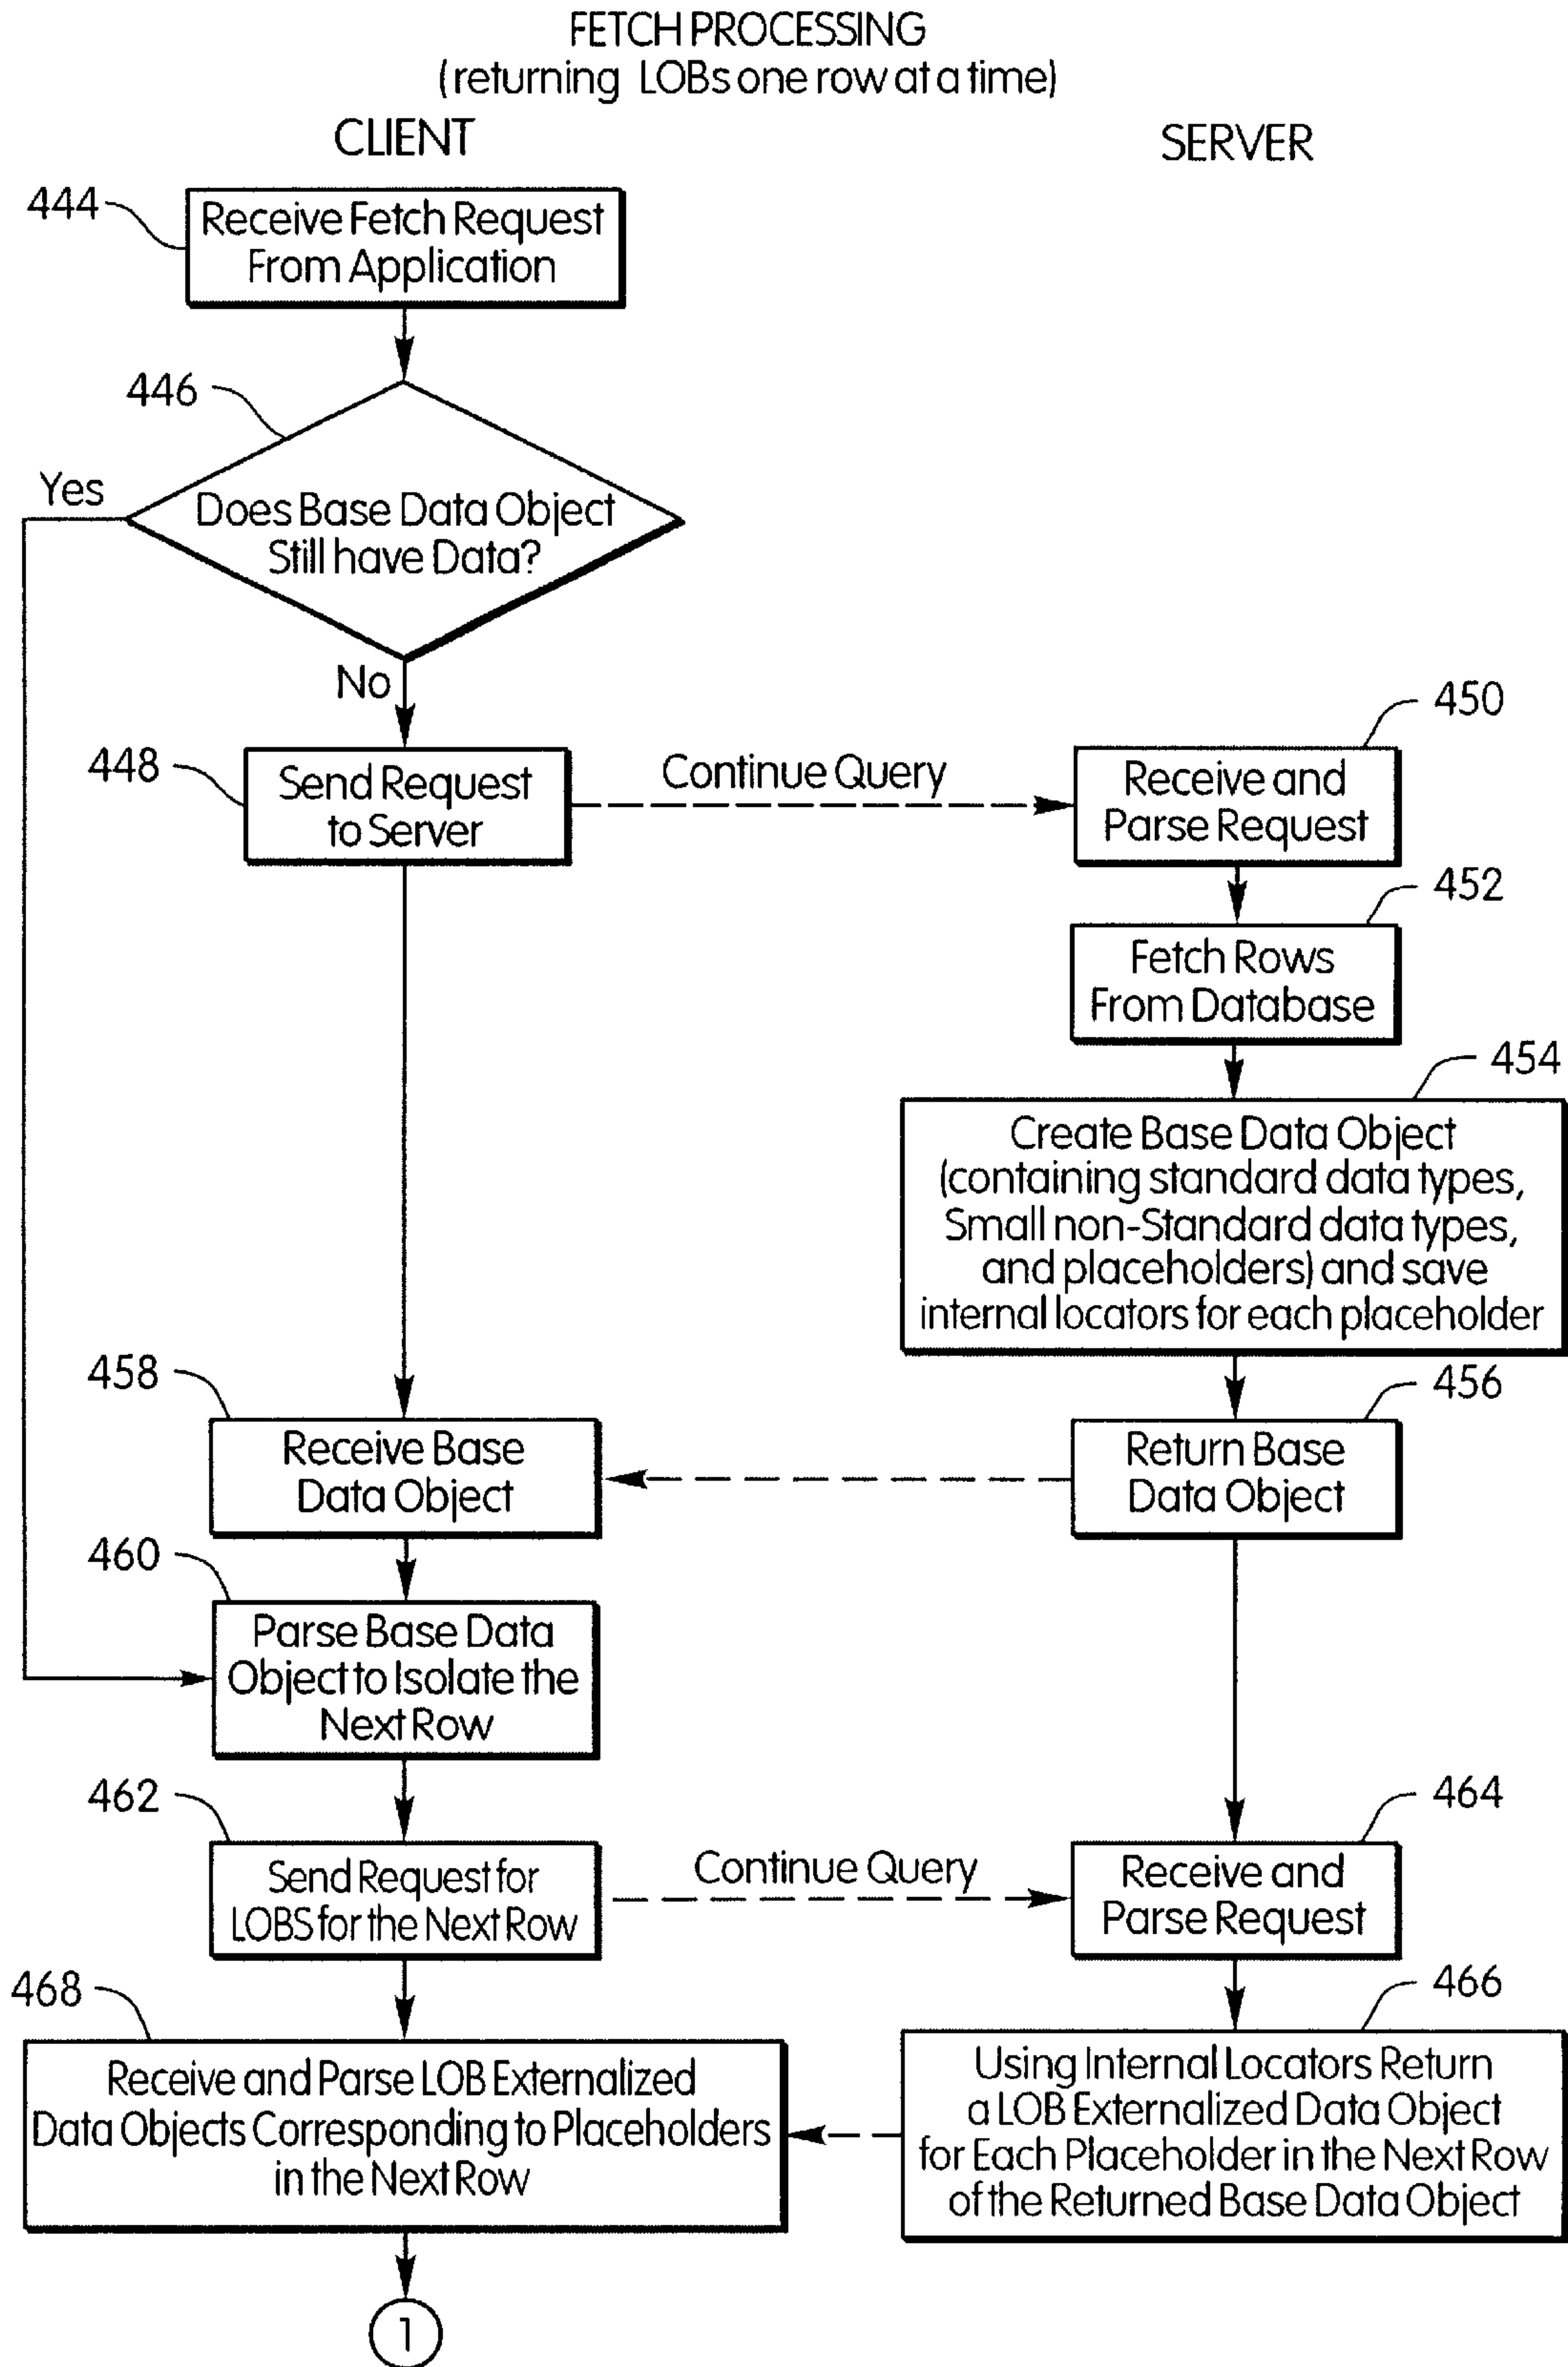 FETCH PROCESSING
(returning LOBs one row at a time)
CLIENT
SERVER
444
Receive Fetch Request
From Application
446
Yes
Does Base Data Object
Still have Data?
No
448
Send Request
to Server
Continue Query
450
Receive and
Parse Request
452
Fetch Rows
From Database
454
Create Base Data Object
(containing standard data types,
Small non-Standard data types,
and placeholders) and save
internal locators for each placeholder
458
Receive Base
Data Object
456
Return Base
Data Object
460
Parse Base Data
Object to Isolate the
Next Row
462
Send Request for
LOBS for the Next Row
Continue Query
464
Receive and
Parse Request
468
Receive and Parse LOB Externalized
Data Objects Corresponding to Placeholders
in the Next Row
466
Using Internal Locators Return
a LOB Externalized Data Object
for Each Placeholder in the Next Row
of the Returned Base Data Object
1